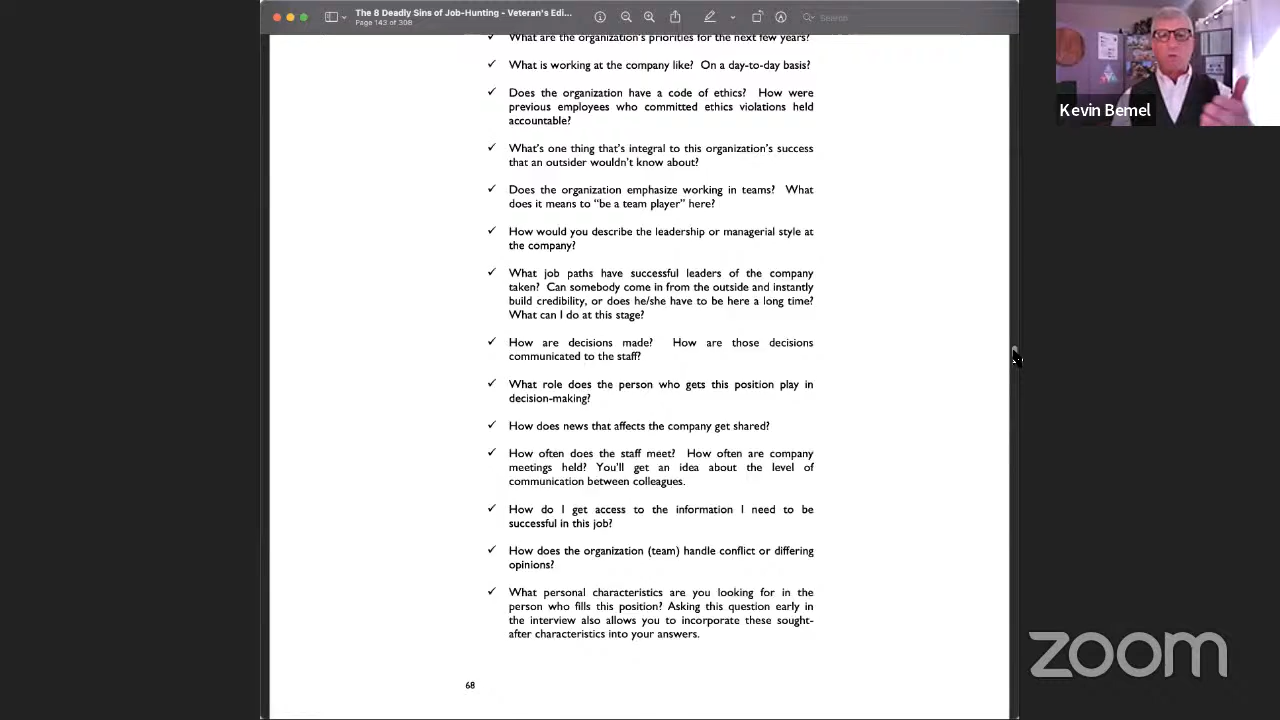 The 8 Deadly Sins of Job-Hunting - Veteran's Edi...
Page 143 of 308
Search
What are the organization's priorities for the next few years?
✓ What is working at the company like? On a day-to-day basis?
✓ Does the organization have a code of ethics? How were
previous employees who committed ethics violations held
accountable?
✓ What's one thing that's integral to this organization's success
that an outsider wouldn't know about?
✓ Does the organization emphasize working in teams? What
does it means to "be a team player" here?
✓ How would you describe the leadership or managerial style at
the company?
✓ What job paths have successful leaders of the company
taken? Can somebody come in from the outside and instantly
build credibility, or does he/she have to be here a long time?
What can I do at this stage?
✓ How are decisions made? How are those decisions
communicated to the staff?
✓ What role does the person who gets this position play in
decision-making?
✓ How does news that affects the company get shared?
✓ How often does the staff meet? How often are company
meetings held? You'll get an idea about the level of
communication between colleagues.
✓ How do I get access to the information I need to be
successful in this job?
✓ How does the organization (team) handle conflict or differing
opinions?
✓ What personal characteristics are you looking for in the
person who fills this position? Asking this question early in
the interview also allows you to incorporate these sought-
after characteristics into your answers.
68
Kevin Bemel
zoom